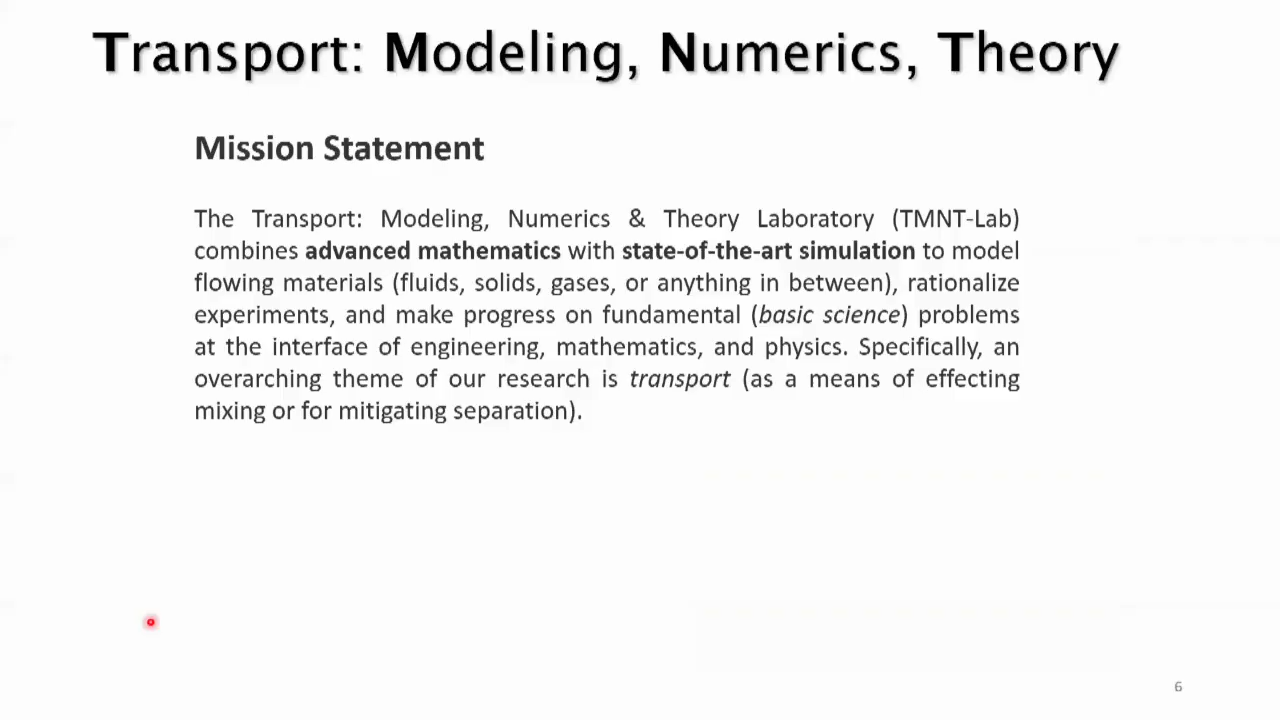 Transport: Modeling, Numerics, Theory
Mission Statement
The Transport: Modeling, Numerics & Theory Laboratory (TMNT-Lab)
combines advanced mathematics with state-of-the-art simulation to model
flowing materials (fluids, solids, gases, or anything in between), rationalize
experiments, and make progress on fundamental (basic science) problems
at the interface of engineering, mathematics, and physics. Specifically, an
overarching theme of our research is transport (as a means of effecting
mixing or for mitigating separation).
6